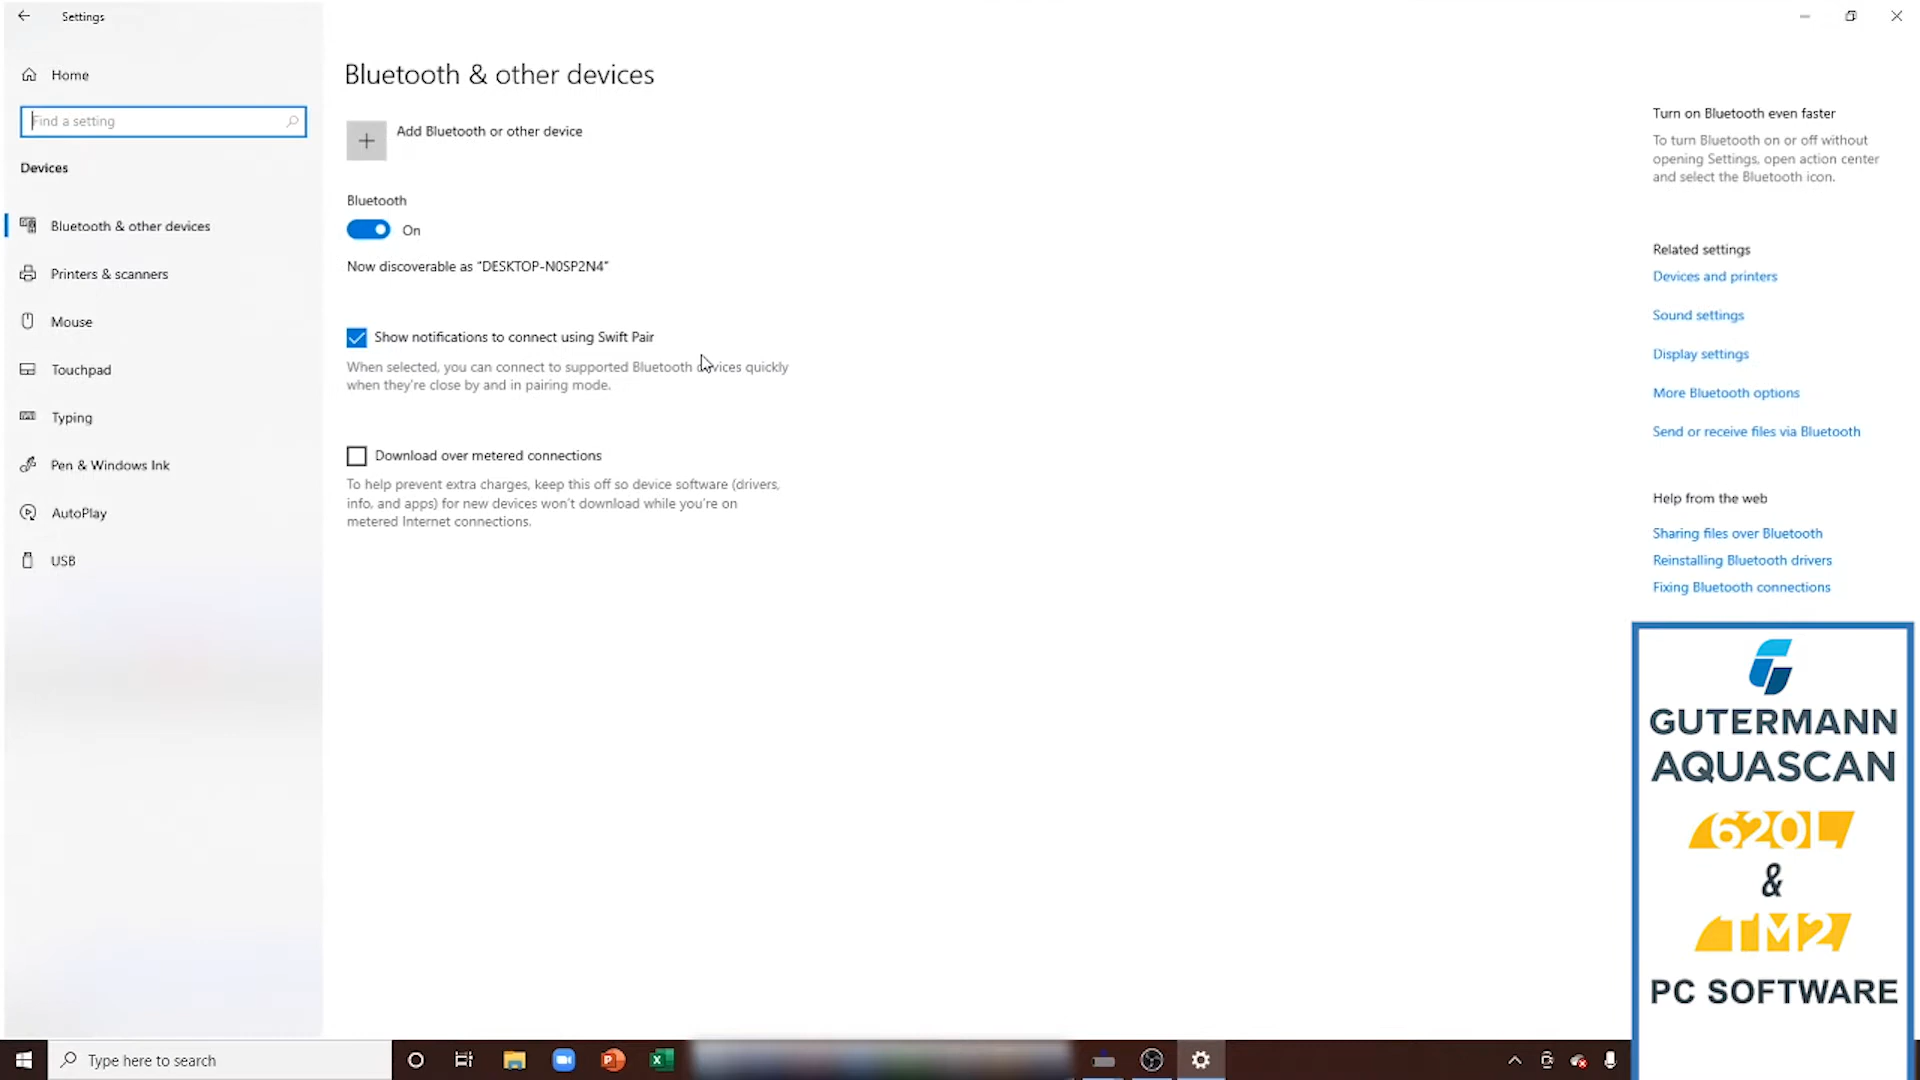 Settings
Home
Find a setting
Devices
Bluetooth & other devices
Printers & scanners
Mouse
Touchpad
Typing
Pen & Windows Ink
AutoPlay
USB
Bluetooth & other devices
Add Bluetooth or other device
Bluetooth
On
Now discoverable as "DESKTOP-N0SP2N4"
Show notifications to connect using Swift Pair
When selected, you can connect to supported Bluetooth devices quickly
when they're close by and in pairing mode.
Download over metered connections
To help prevent extra charges, keep this off so device software (drivers,
info, and apps) for new devices won't download while you're on
metered Internet connections.
Turn on Bluetooth even faster
To turn Bluetooth on or off without
opening Settings, open action center
and select the Bluetooth icon.
Related settings
Devices and printers
Sound settings
Display settings
More Bluetooth options
Send or receive files via Bluetooth
Help from the web
Sharing files over Bluetooth
Reinstalling Bluetooth drivers
Fixing Bluetooth connections
GUTERMANN
AQUASCAN
620L
&
TM2
PC SOFTWARE
Type here to search